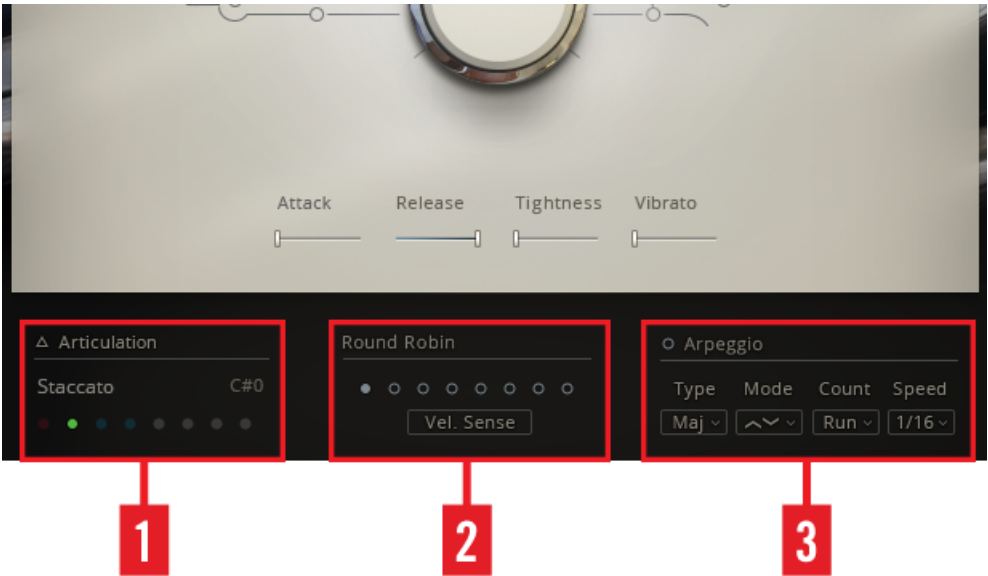 Attack Release Tightness Vibrato
Articulation
Staccato C#0
Round Robin
Vel. Sense
Arpeggio
Type Mode Count Speed
Maj Run 1/16
1 2 3